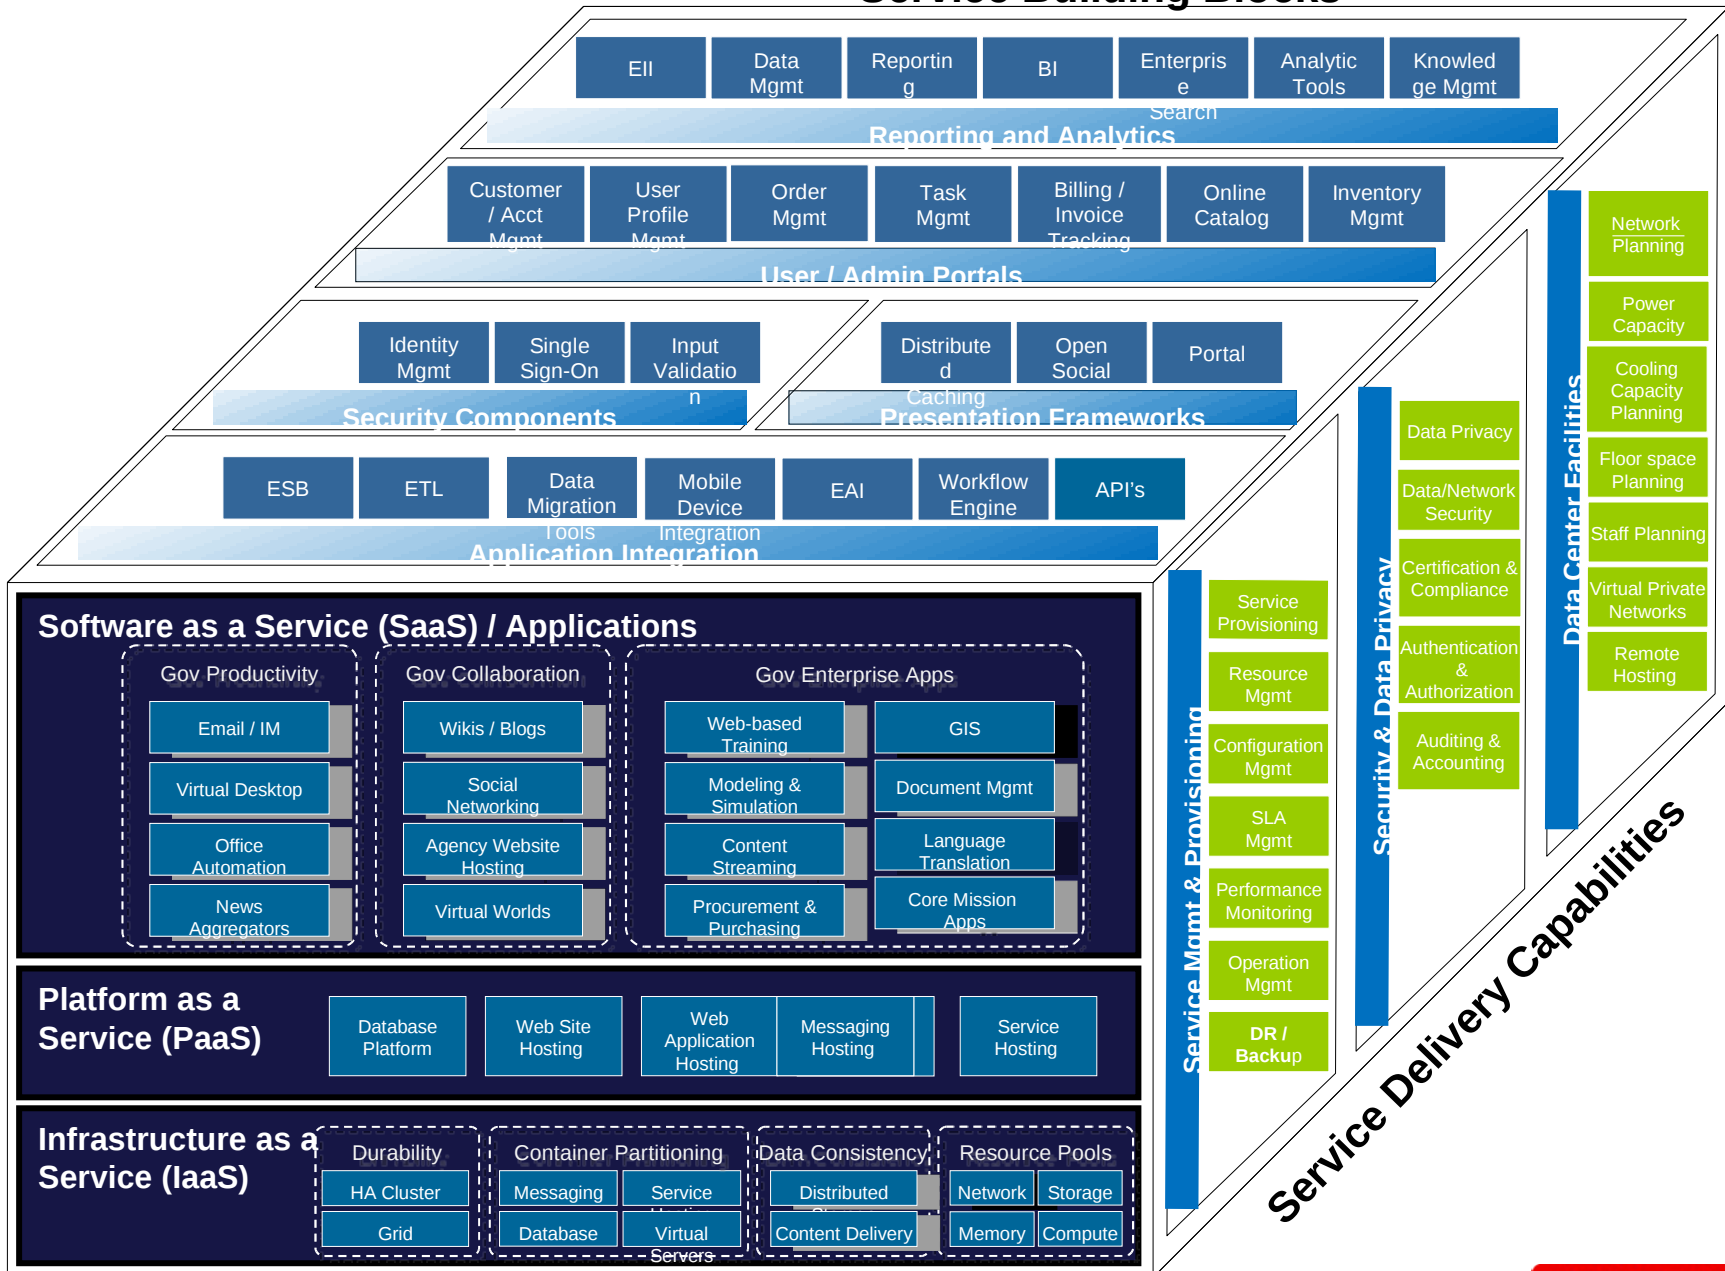 Service Building Blocks
EII
Data
Mgmt
Reportin
g
BI
Enterpris
e
Search
Analytic
Tools
Knowled
ge Mgmt
Reporting and Analytics
Customer
/ Acct
Mgmt
User
Profile
Mgmt
Order
Mgmt
Task
Mgmt
Billing /
Invoice
Tracking
Online
Catalog
Inventory
Mgmt
User / Admin Portals
Identity
Mgmt
Single
Sign-On
Input
Validatio
n
Security Components
Distribute
d
Caching
Open
Social
Portal
Presentation Frameworks
ESB
ETL
Data
Migration
Tools
Mobile
Device
Integration
EAI
Workflow
Engine
API's
Application Integration
Software as a Service (SaaS) / Applications
Gov Productivity
Email / IM
Virtual Desktop
Office
Automation
News
Aggregators
Gov Collaboration
Wikis / Blogs
Social
Networking
Agency Website
Hosting
Virtual Worlds
Gov Enterprise Apps
Web-based
Training
Modeling &
Simulation
Content
Streaming
Procurement &
Purchasing
GIS
Document Mgmt
Language
Translation
Core Mission
Apps
Platform as a
Service (PaaS)
Database
Platform
Web Site
Hosting
Web
Application
Hosting
Messaging
Hosting
Service
Hosting
Infrastructure as a
Service (IaaS)
Durability
HA Cluster
Grid
Container Partitioning
Messaging
Service
Hosting
Database
Virtual
Servers
Data Consistency
Distributed
Content Delivery
Resource Pools
Network
Storage
Memory
Compute
Service Mgmt & Provisioning
Service
Provisioning
Resource
Mgmt
Configuration
Mgmt
SLA
Mgmt
Performance
Monitoring
Operation
Mgmt
DR /
Backup
Security & Data Privacy
Data Privacy
Data/Network
Security
Certification &
Compliance
Authentication
&
Authorization
Auditing &
Accounting
Data Center Facilities
Network
Planning
Power
Capacity
Cooling
Capacity
Planning
Floor space
Planning
Staff Planning
Virtual Private
Networks
Remote
Hosting
Service Delivery Capabilities